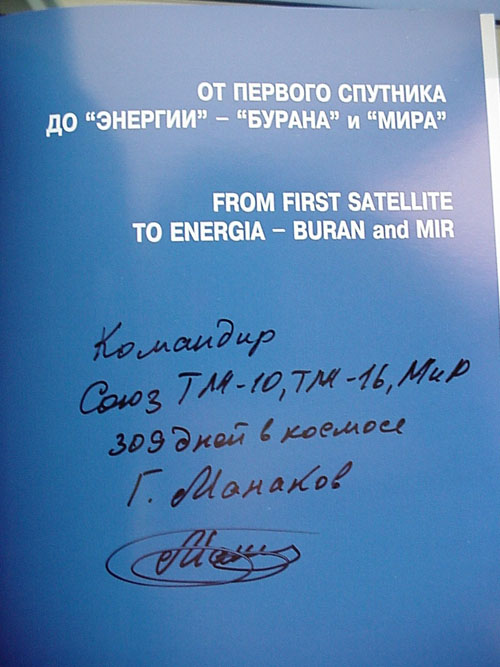 ОТ ПЕРВОГО СПУТНИКА
ДО “ЭНЕРГИИ” – “БУРАНА” и “МИРА”
FROM FIRST SATELLITE
TO ENERGIA – BURAN and MIR
Командир
Союз ТМ-10, ТМ-16, МиР
309 дней в космосе
Г. Манаков